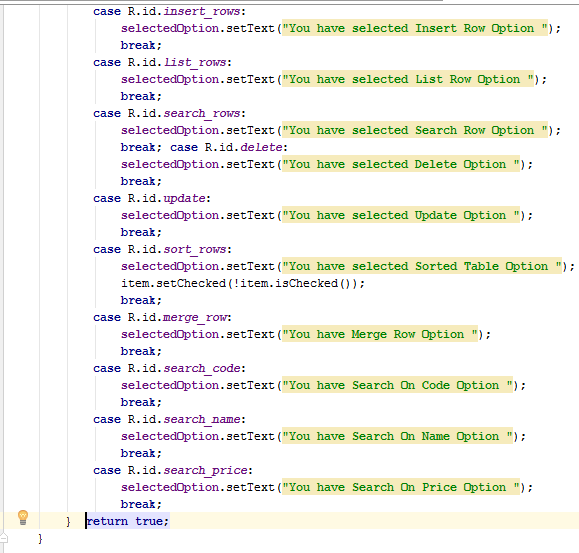 case R.id.insert_rows:
selectedOption.setText("You have selected Insert Row Option ");
break;
case R.id.list_rows:
selectedOption.setText("You have selected List Row Option ");
break;
case R.id.search_rows:
selectedOption.setText("You have selected Search Row Option ");
break; case R.id.delete:
selectedOption.setText("You have selected Delete Option ");
break;
case R.id.update:
selectedOption.setText("You have selected Update Option ");
break;
case R.id.sort_rows:
selectedOption.setText("You have selected Sorted Table Option ");
item.setChecked(!item.isChecked());
break;
case R.id.merge_row:
selectedOption.setText("You have Merge Row Option ");
break;
case R.id.search_code:
selectedOption.setText("You have Search On Code Option ");
break;
case R.id.search_name:
selectedOption.setText("You have Search On Name Option ");
break;
case R.id.search_price:
selectedOption.setText("You have Search On Price Option ");
break;
} return true;
}